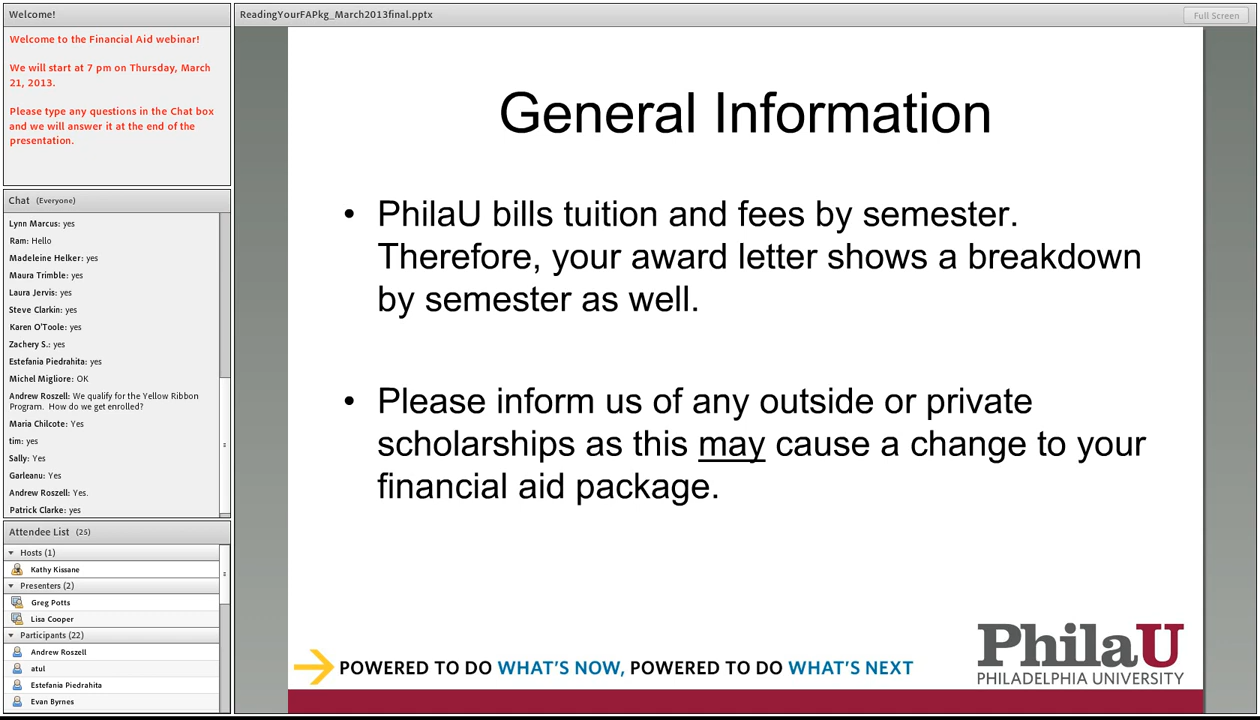 Welcome!
Welcome to the Financial Aid webinar!
We will start at 7 pm on Thursday, March
21, 2013.
Please type any questions in the Chat box
and we will answer it at the end of the
presentation.
Chat (Everyone)
Lynn Marcus: yes
Ram: Hello
Madeleine Helker: yes
Maura Trimble: yes
Laura Jervis: yes
Steve Clarkin: yes
Karen O'Toole: yes
Zachery S.: yes
Estefania Piedrahita: yes
Michel Migliore: OK
Andrew Roszell: We qualify for the Yellow Ribbon
Program. How do we get enrolled?
Maria Chilcote: Yes
tim: yes
Sally: Yes
Garleanu: Yes
Andrew Roszell: Yes.
Patrick Clarke: yes
Attendee List (25)
Hosts (1)
Kathy Kissane
Presenters (2)
Greg Potts
Lisa Cooper
Participants (22)
Andrew Roszell
atul
Estefania Piedrahita
Evan Byrnes
ReadingYourFAPkg_March2013final.pptx
Full Screen
General Information
• PhilaU bills tuition and fees by semester.
Therefore, your award letter shows a breakdown
by semester as well.
• Please inform us of any outside or private
scholarships as this may cause a change to your
financial aid package.
POWERED TO DO WHAT'S NOW, POWERED TO DO WHAT'S NEXT
PhilaU
PHILADELPHIA UNIVERSITY